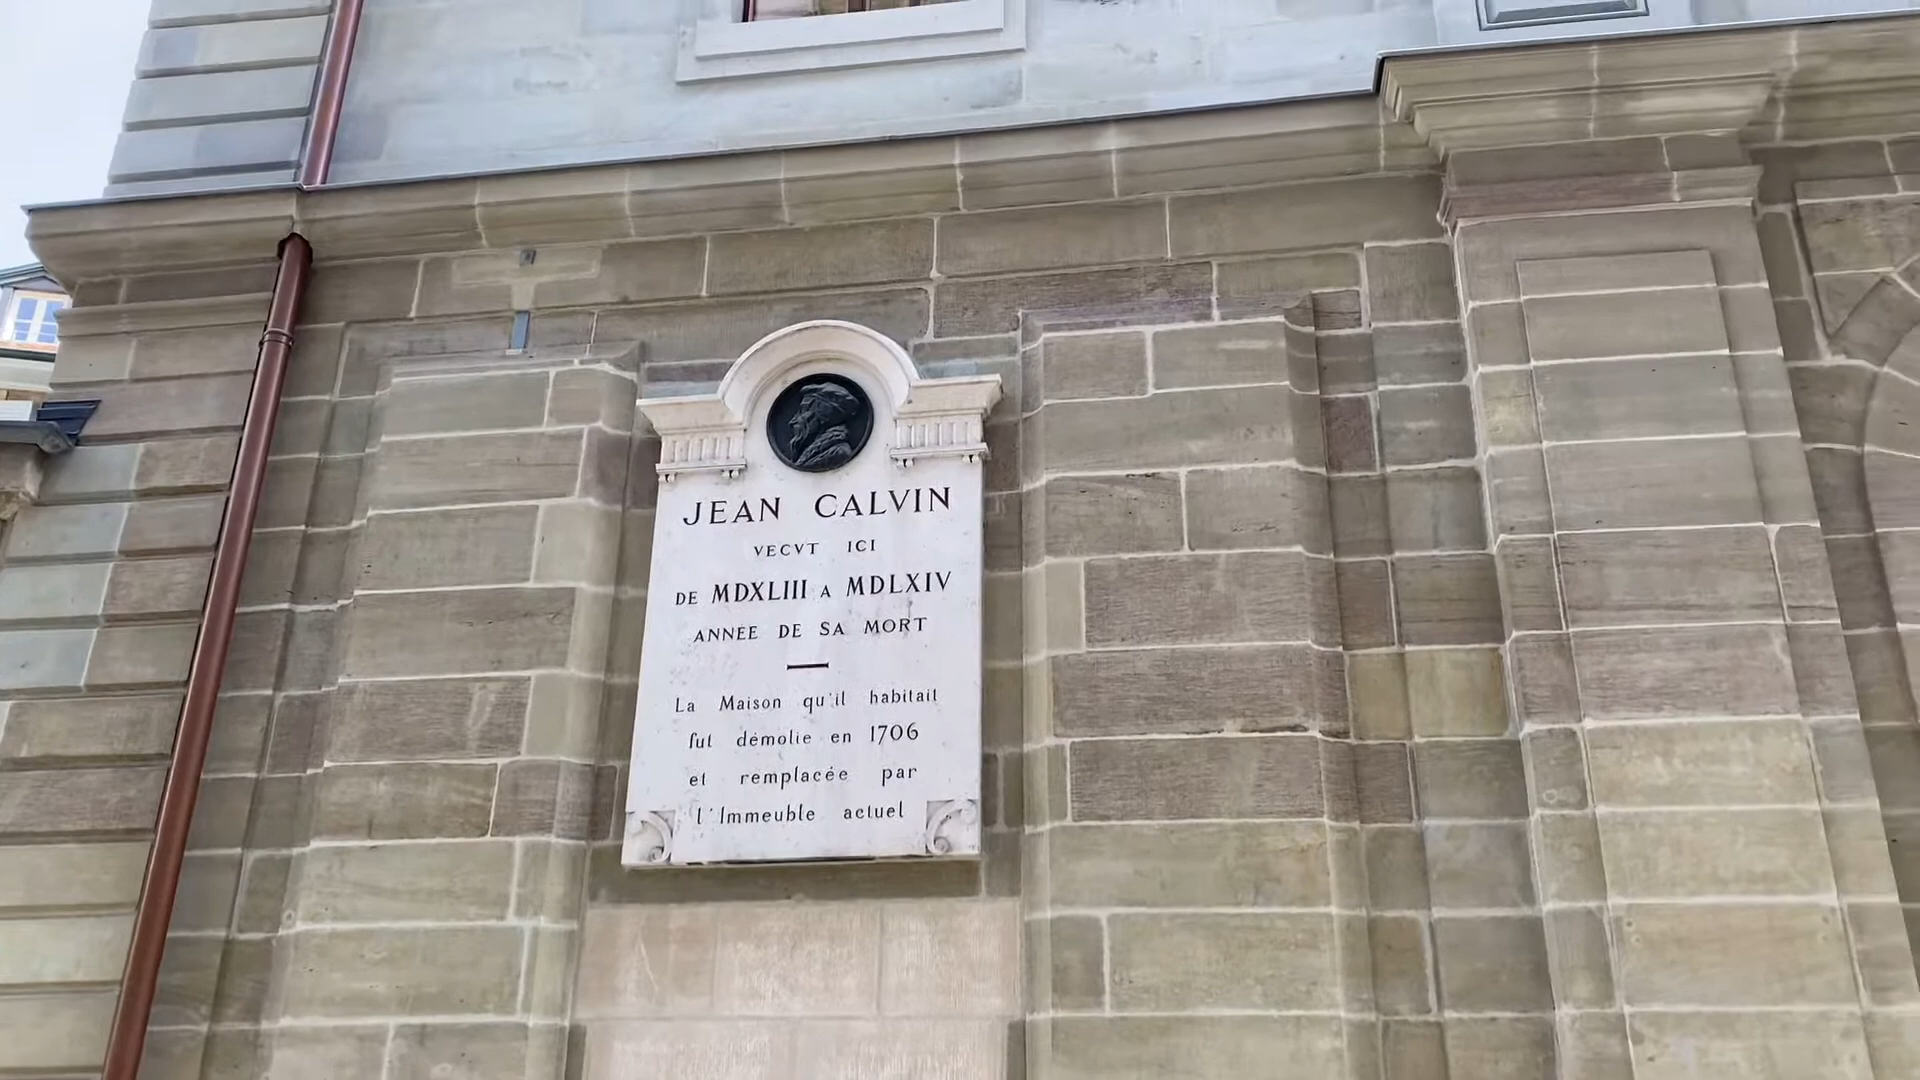 JEAN CALVIN
VECVT ICI
DE MDXLIII A MDLXIV
ANNÉE DE SA MORT
La Maison qu'il habitait
fut démolie en 1706
et remplacée par
l'Immeuble actuel